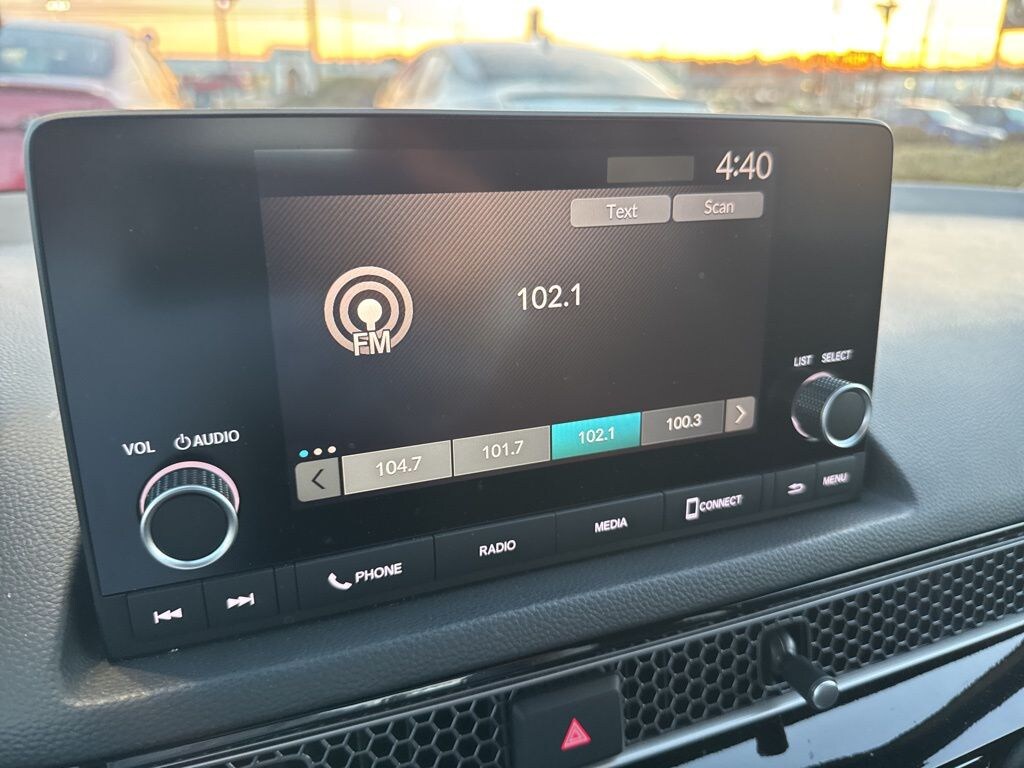 4:40
Text Scan
102.1
FM
LIST SELECT
VOL AUDIO
104.7 101.7 102.1 100.3
PHONE RADIO MEDIA CONNECT MENU